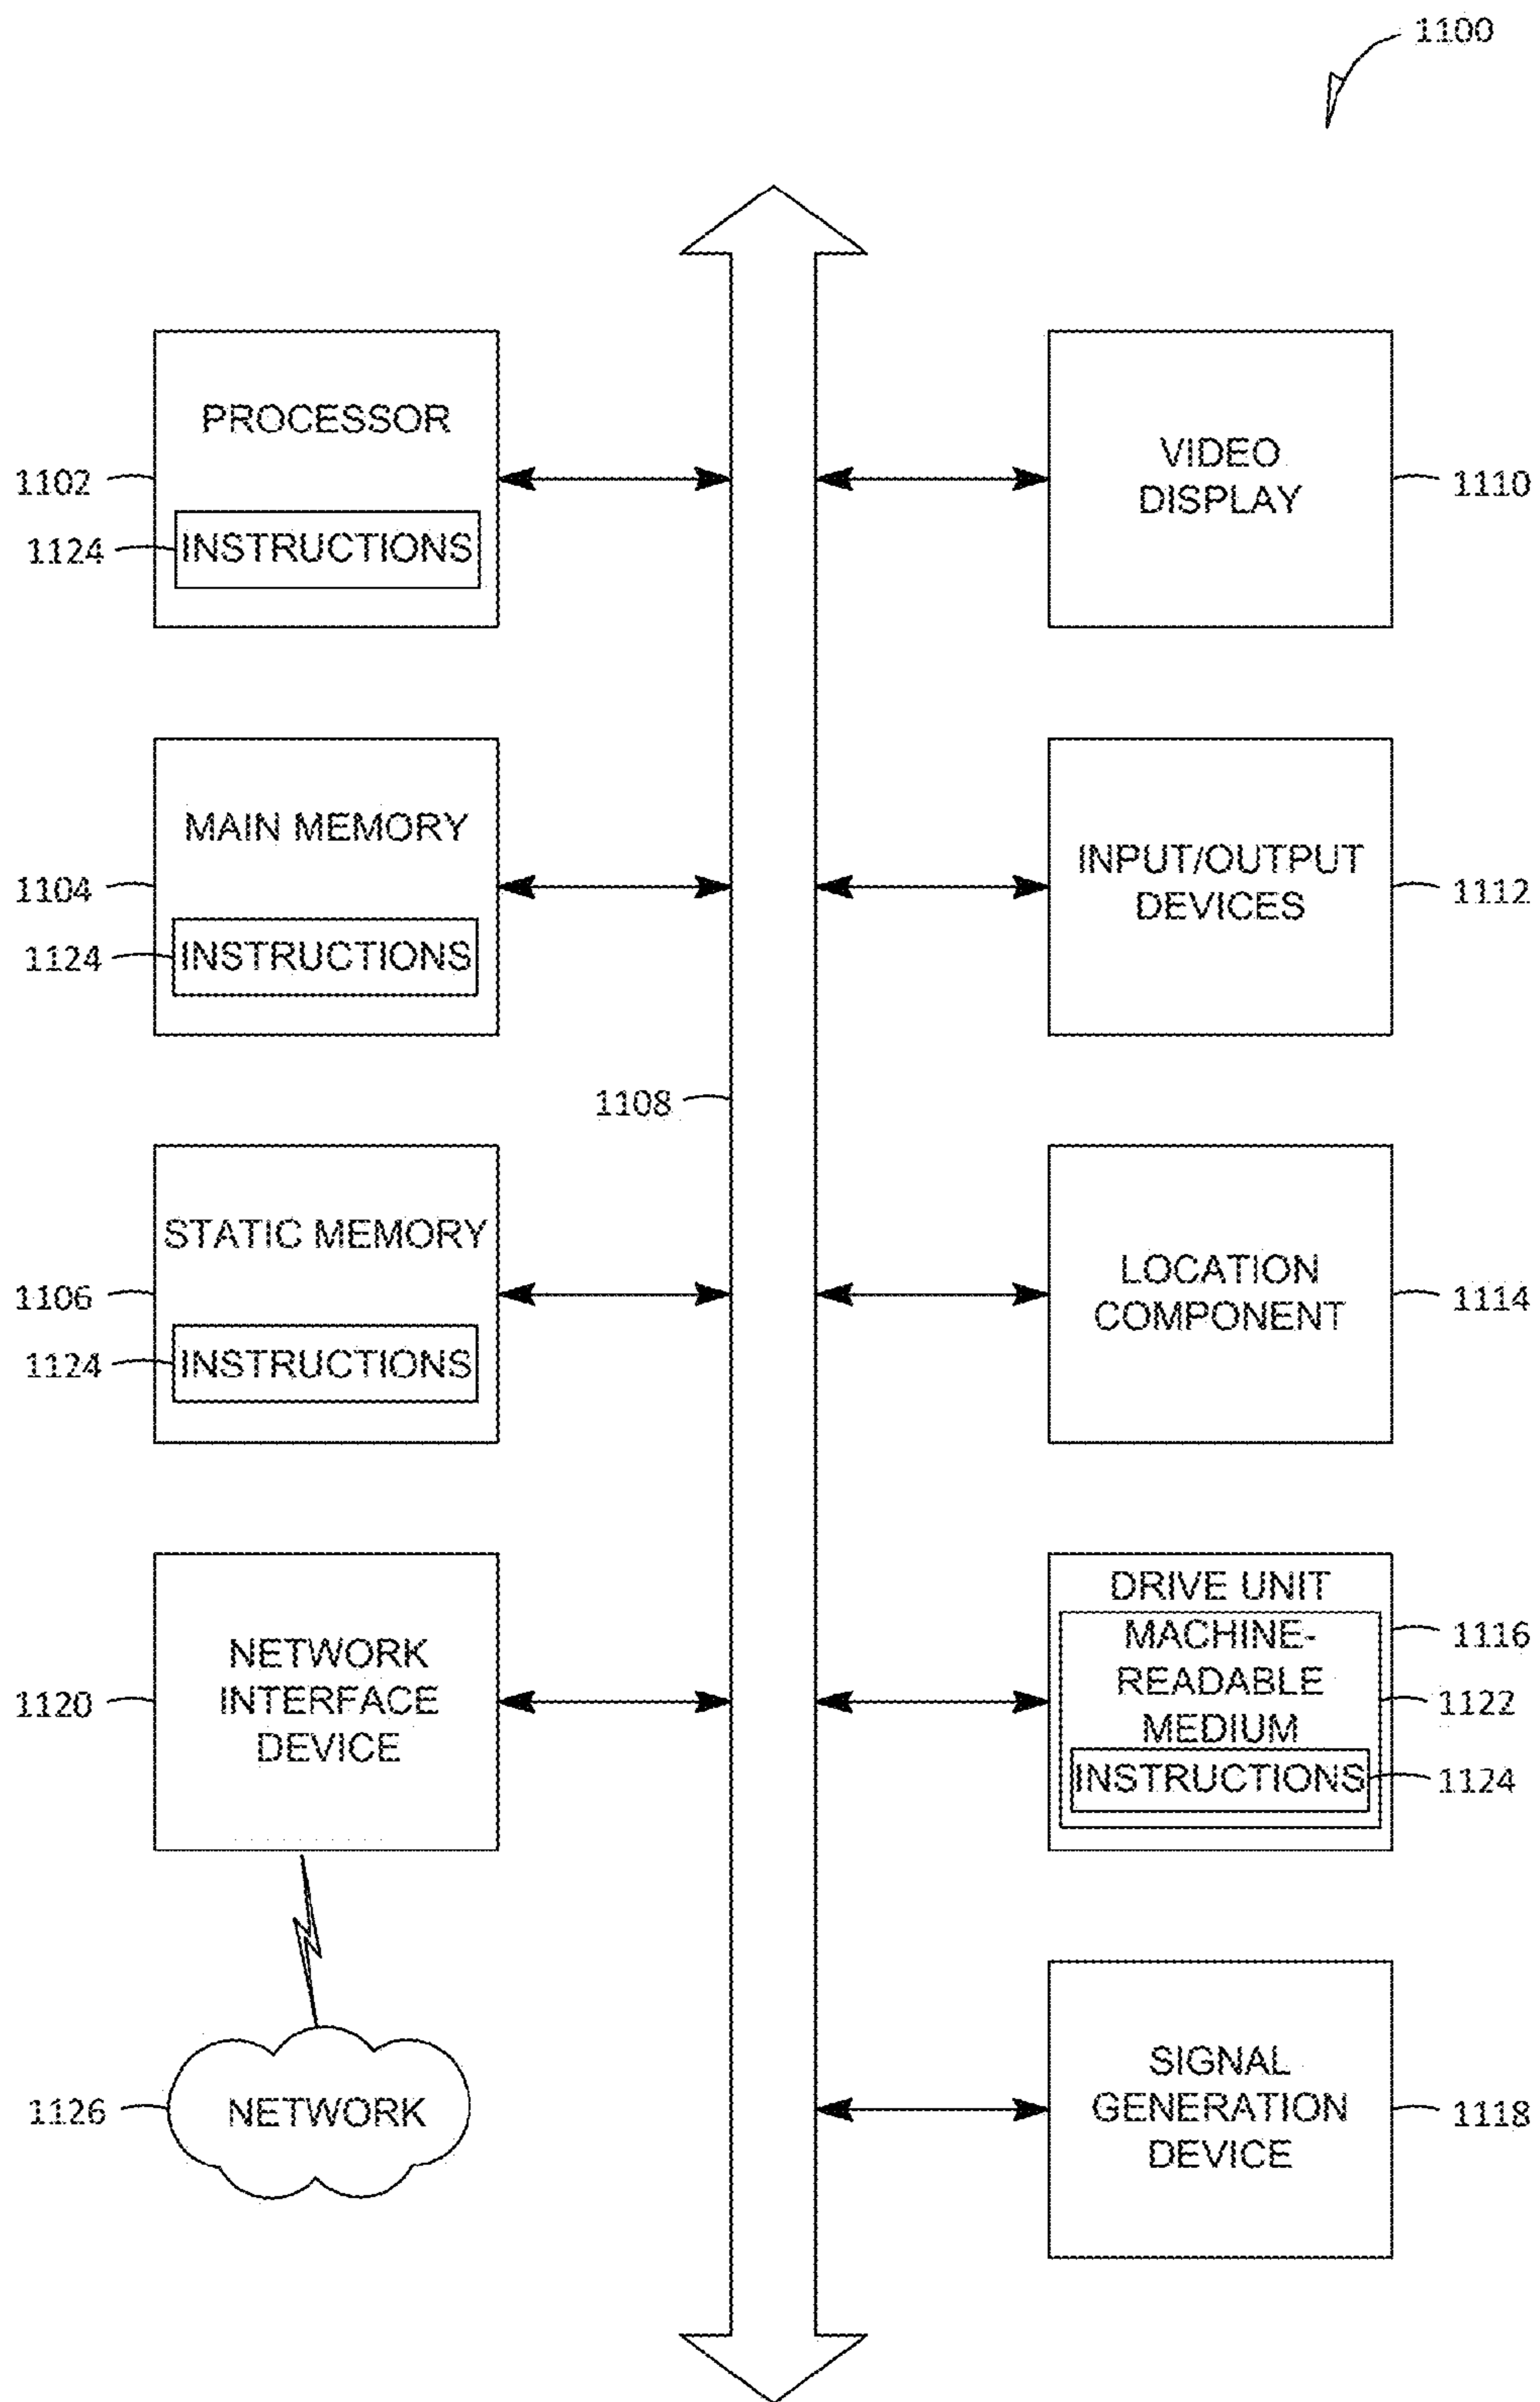 1100
PROCESSOR
1102
1124
INSTRUCTIONS
VIDEO
DISPLAY
1110
MAIN MEMORY
1104
1124
INSTRUCTIONS
INPUT/OUTPUT
DEVICES
1112
1108
STATIC MEMORY
1106
1124
INSTRUCTIONS
LOCATION
COMPONENT
1114
NETWORK
INTERFACE
DEVICE
1120
DRIVE UNIT
1116
MACHINE-
READABLE
MEDIUM
1122
INSTRUCTIONS
1124
1126
NETWORK
SIGNAL
GENERATION
DEVICE
1118